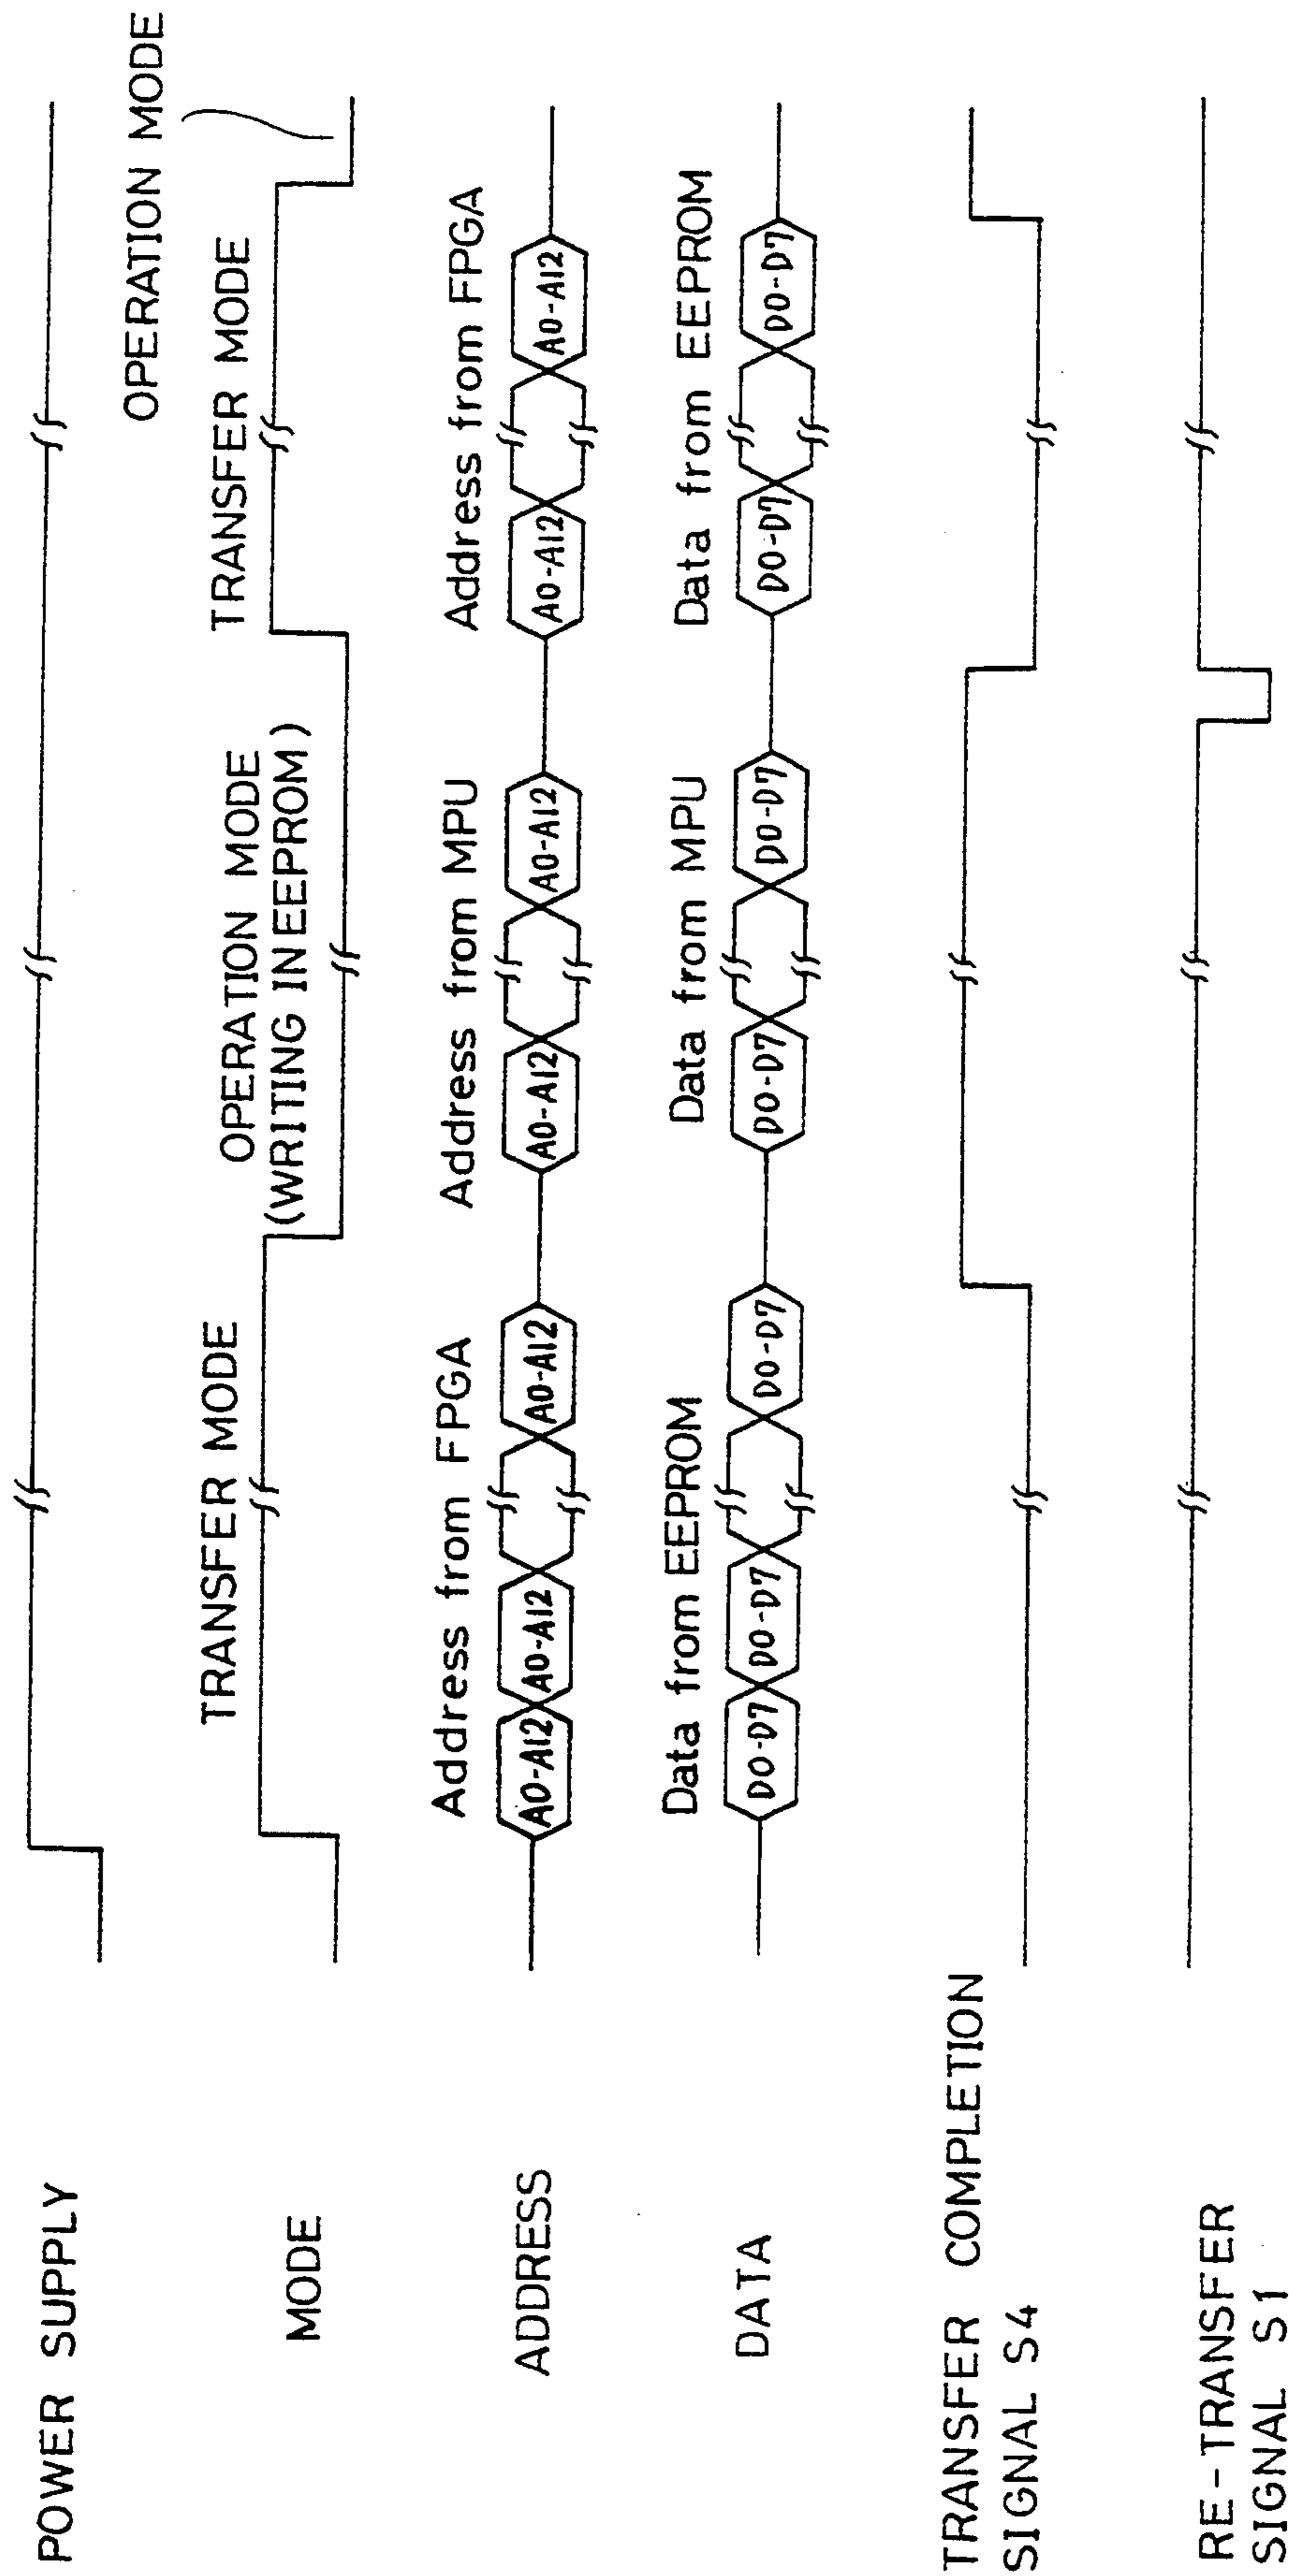 POWER SUPPLY
OPERATION MODE
MODE
TRANSFER MODE
OPERATION MODE
(WRITING IN EEPROM)
TRANSFER MODE
ADDRESS
Address from FPGA
Address from MPU
Address from FPGA
A0-A12
A0-A12
A0-A12
A0-A12
A0-A12
A0-A12
A0-A12
DATA
Data from EEPROM
Data from MPU
Data from EEPROM
D0-D7
D0-D7
D0-D7
D0-D7
D0-D7
D0-D7
D0-D7
TRANSFER COMPLETION
SIGNAL S4
RE-TRANSFER
SIGNAL S1